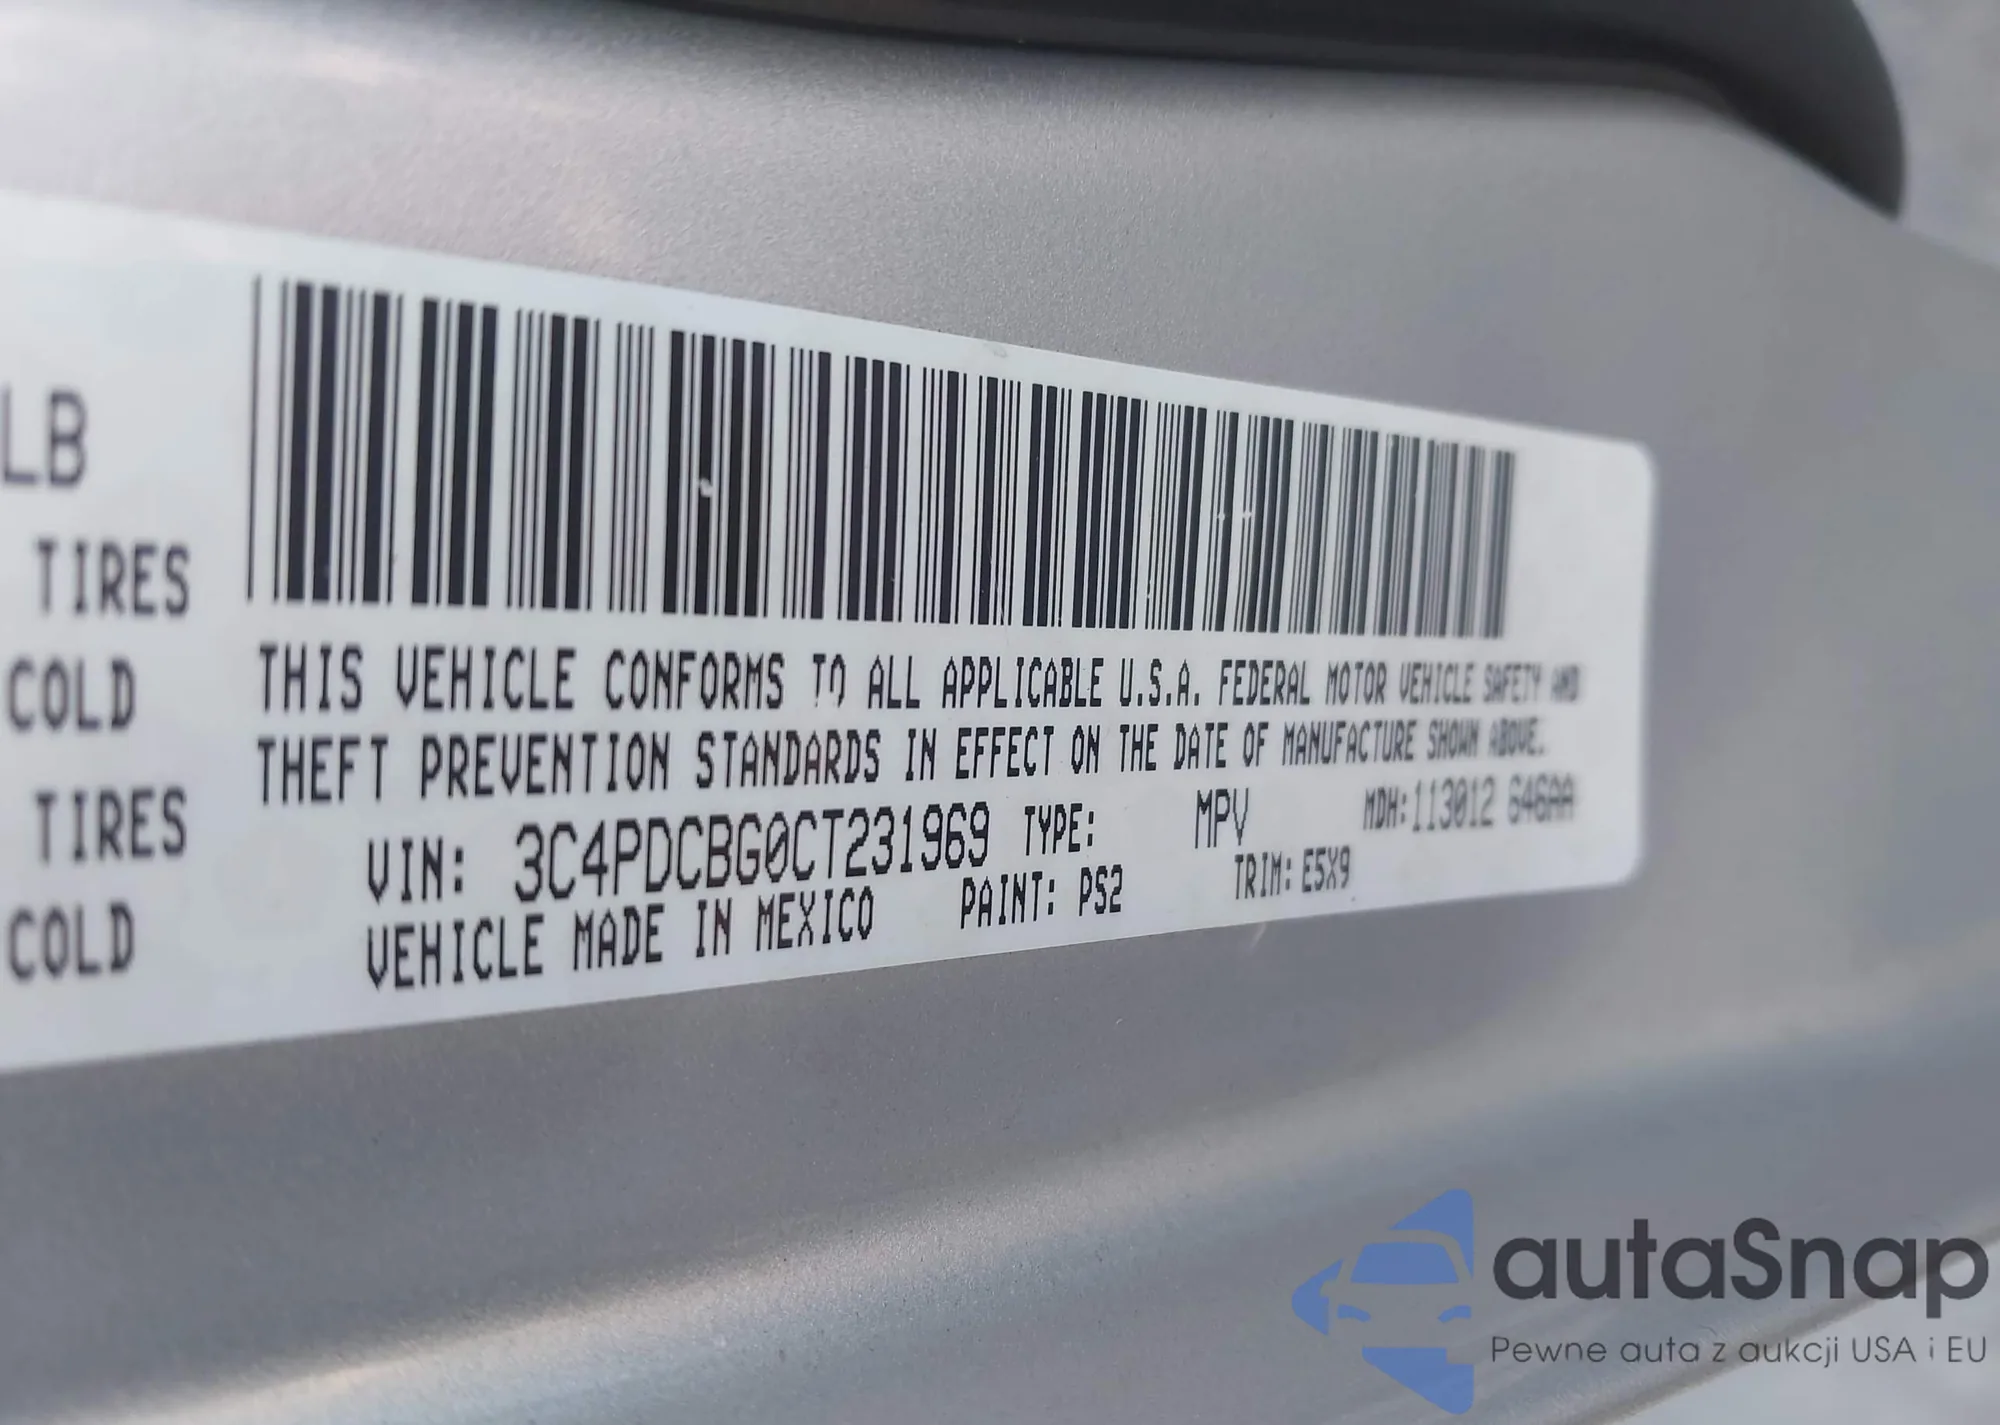 LB
TIRES
COLD
TIRES
COLD
THIS VEHICLE CONFORMS TO ALL APPLICABLE U.S.A. FEDERAL MOTOR VEHICLE SAFETY AND
THEFT PREVENTION STANDARDS IN EFFECT ON THE DATE OF MANUFACTURE SHOWN ABOVE.
VIN: 3C4PDCBG0CT231969 TYPE: MPV MDH:113012 646AA
VEHICLE MADE IN MEXICO PAINT: PS2 TRIM: E5X9
autaSnap
Pewne auta z aukcji USA i EU